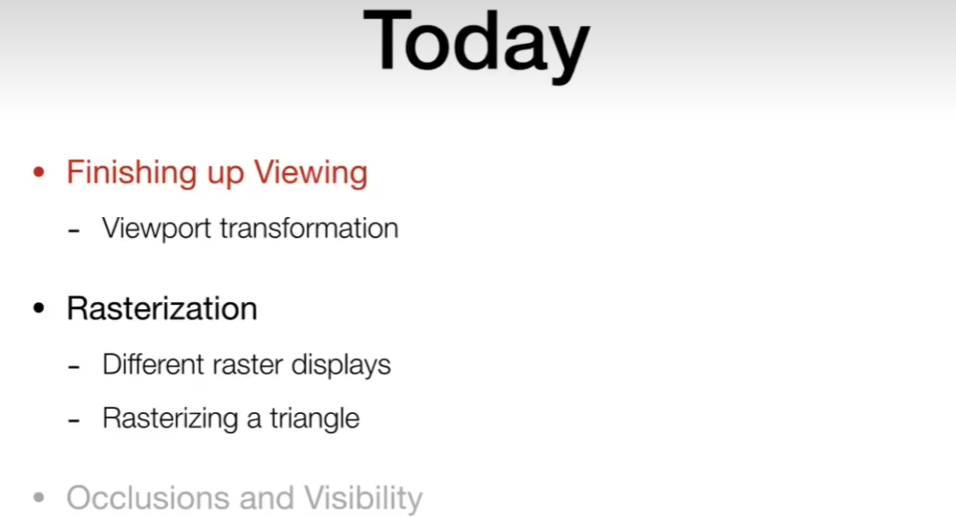 Today
• Finishing up Viewing
- Viewport transformation
• Rasterization
- Different raster displays
- Rasterizing a triangle
• Occlusions and Visibility